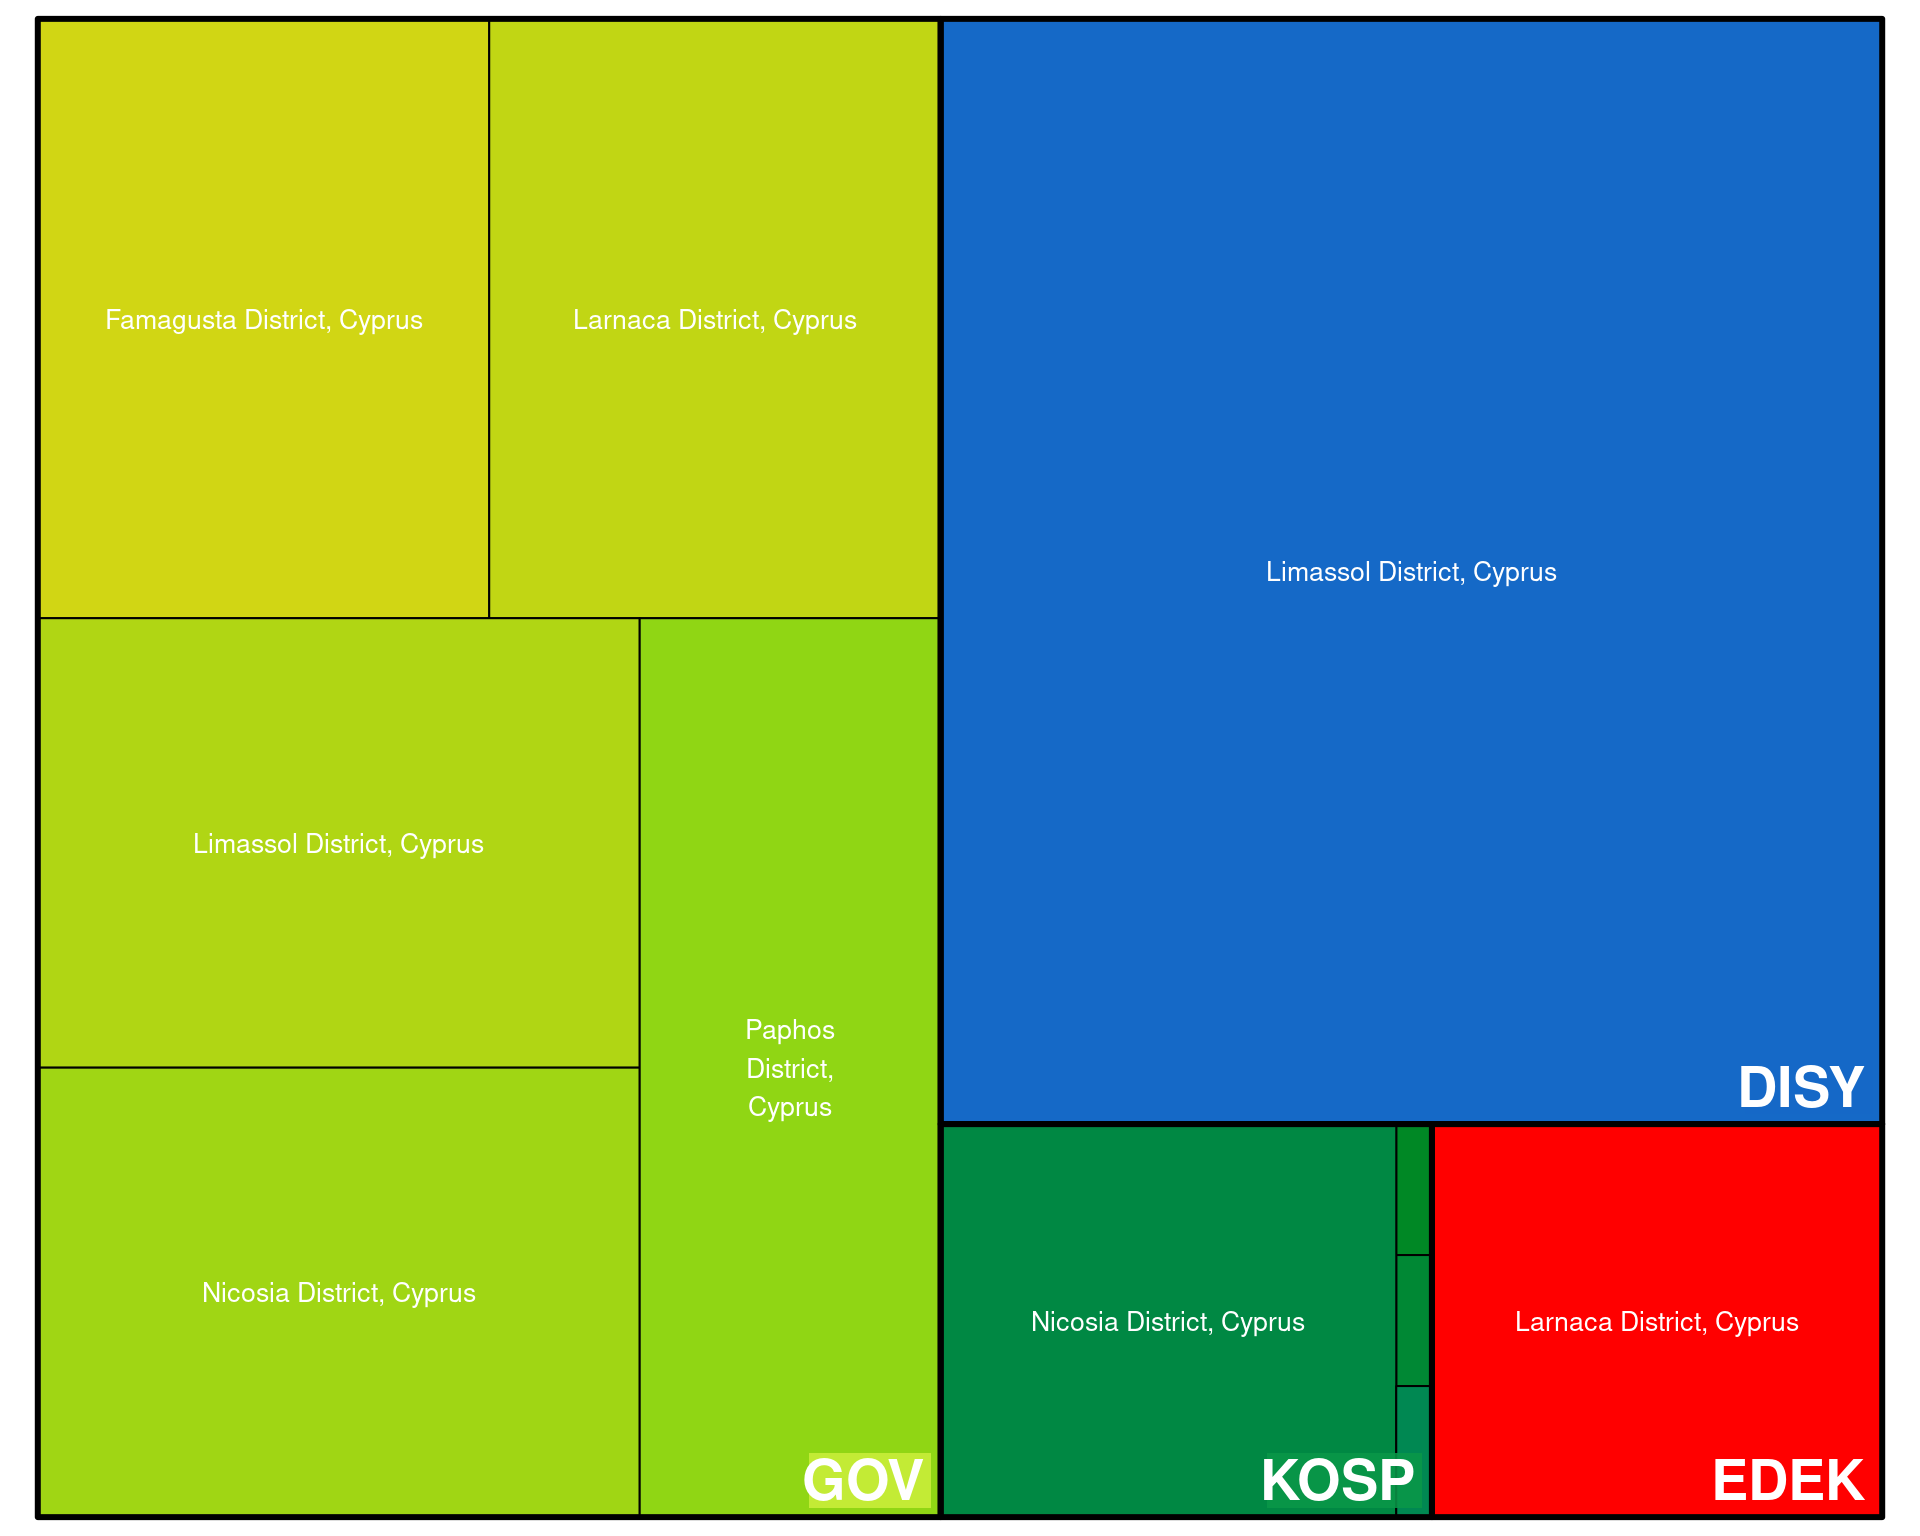 Famagusta District, Cyprus
Larnaca District, Cyprus
Limassol District, Cyprus
Nicosia District, Cyprus
Paphos
District,
Cyprus
GOV
Limassol District, Cyprus
DISY
Nicosia District, Cyprus
KOSP
Larnaca District, Cyprus
EDEK